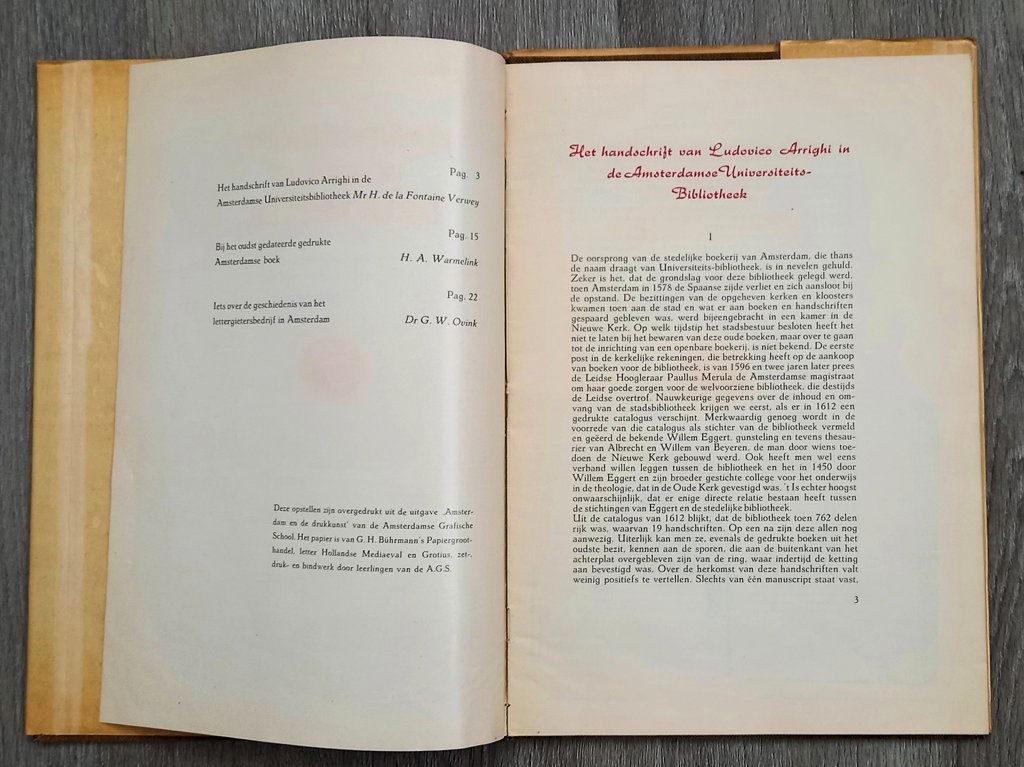 Pag. 3
Het handschrift van Ludovico Arrighi in de
Amsterdamse Universiteitsbibliotheek Mr H. de la Fontaine Verwey
Pag. 15
Bij het oudst gedateerde gedrukte
Amsterdamse boek H. A. Warmelink
Pag. 22
Iets over de geschiedenis van het
lettergietersbedrijf in Amsterdam Dr G. W. Ovink
Deze opstellen zijn overgedrukt uit de uitgave ‚Amster-
dam en de drukkunst’ van de Amsterdamse Grafische
School. Het papier is van G. H. Bührmann's Papiergroot-
handel, letter Hollandse Mediaeval en Grotius, zet-,
druk- en bindwerk door leerlingen van de A.G.S.
Het handschrift van Ludovico Arrighi in
de Amsterdamse Universiteits-
Bibliotheek
I
De oorsprong van de stedelijke boekerij van Amsterdam, die thans
de naam draagt van Universiteits-bibliotheek, is in nevelen gehuld.
Zeker is het, dat de grondslag voor deze bibliotheek gelegd werd,
toen Amsterdam in 1578 de Spaanse zijde verliet en zich aansloot bij
de opstand. De bezittingen van de opgeheven kerken en kloosters
kwamen toen aan de stad en wat er aan boeken en handschriften
gespaard gebleven was, werd bijeengebracht in een kamer in de
Nieuwe Kerk. Op welk tijdstip het stadsbestuur besloten heeft het
niet te laten bij het bewaren van deze oude boeken, maar over te gaan
tot de inrichting van een openbare boekerij, is niet bekend. De eerste
post in de kerkelijke rekeningen, die betrekking heeft op de aankoop
van boeken voor de bibliotheek, is van 1596 en twee jaren later prees
de Leidse Hoogleraar Paullus Merula de Amsterdamse magistraat
om haar goede zorgen voor de welvoorziene bibliotheek, die destijds
de Leidse overtrof. Nauwkeurige gegevens over de inhoud en om-
vang van de stadsbibliotheek krijgen we eerst, als er in 1612 een
gedrukte catalogus verschijnt. Merkwaardig genoeg wordt in de
voorrede van die catalogus als stichter van de bibliotheek vermeld
en geëerd de bekende Willem Eggert, gunsteling en tevens thesau-
rier van Albrecht en Willem van Beyeren, de man door wiens toe-
doen de Nieuwe Kerk gebouwd werd. Ook heeft men wel eens
verband willen leggen tussen de bibliotheek en het in 1450 door
Willem Eggert en zijn broeder gestichte college voor het onderwijs
in de theologie, dat in de Oude Kerk gevestigd was. 't Is echter hoogst
onwaarschijnlijk, dat er enige directe relatie bestaan heeft tussen
de stichtingen van Eggert en de stedelijke bibliotheek.
Uit de catalogus van 1612 blijkt, dat de bibliotheek toen 762 delen
rijk was, waarvan 19 handschriften. Op een na zijn deze allen nog
aanwezig. Uiterlijk kan men ze, evenals de gedrukte boeken uit het
oudste bezit, kennen aan de sporen, die aan de buitenkant van het
achterplat overgebleven zijn van de ring, waar indertijd de ketting
aan bevestigd was. Over de herkomst van deze handschriften valt
weinig positiefs te vertellen. Slechts van één manuscript staat vast,
3